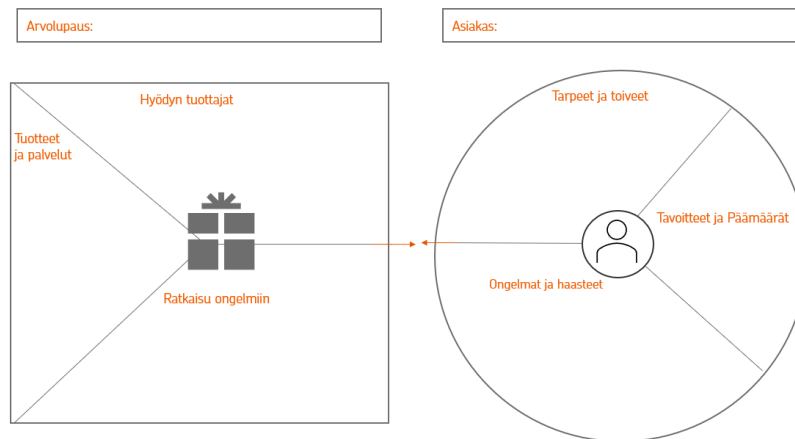 Arvolupaus:
Asiakas:
Hyödyn tuottajat
Tuotteet
ja palvelut
Ratkaisu ongelmiin
Tarpeet ja toiveet
Tavoitteet ja Päämäärät
Ongelmat ja haasteet